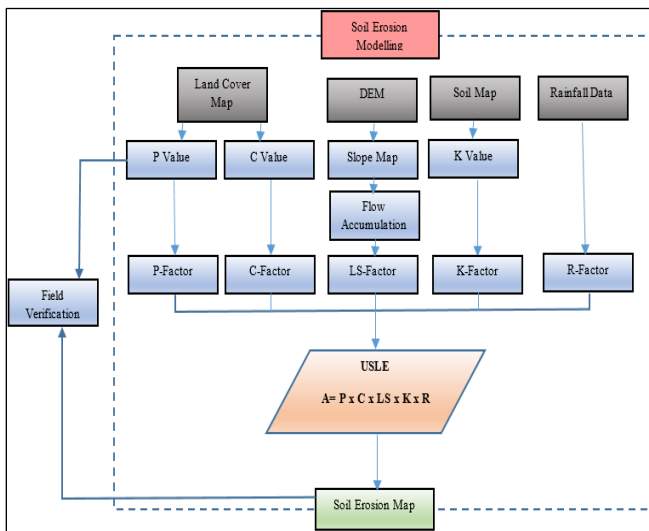 Soil Erosion
Modelling
Land Cover
Map
DEM
Soil Map
Rainfall Data
P Value
C Value
Slope Map
K Value
Flow
Accumulation
P-Factor
C-Factor
LS-Factor
K-Factor
R-Factor
Field
Verification
USLE
A= P x C x LS x K x R
Soil Erosion Map